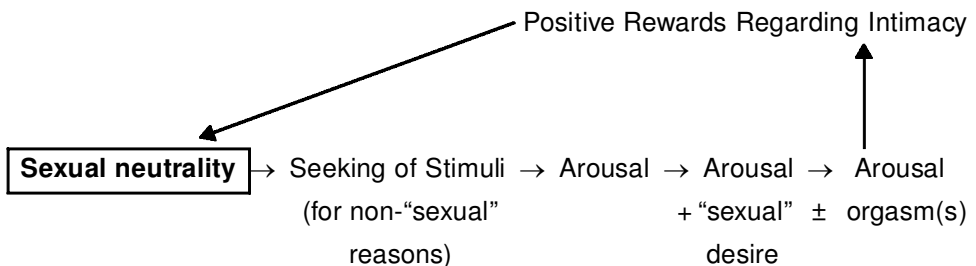 Positive Rewards Regarding Intimacy
Sexual neutrality → Seeking of Stimuli → Arousal → Arousal → Arousal
(for non-“sexual” + “sexual” ± orgasm(s)
reasons) desire